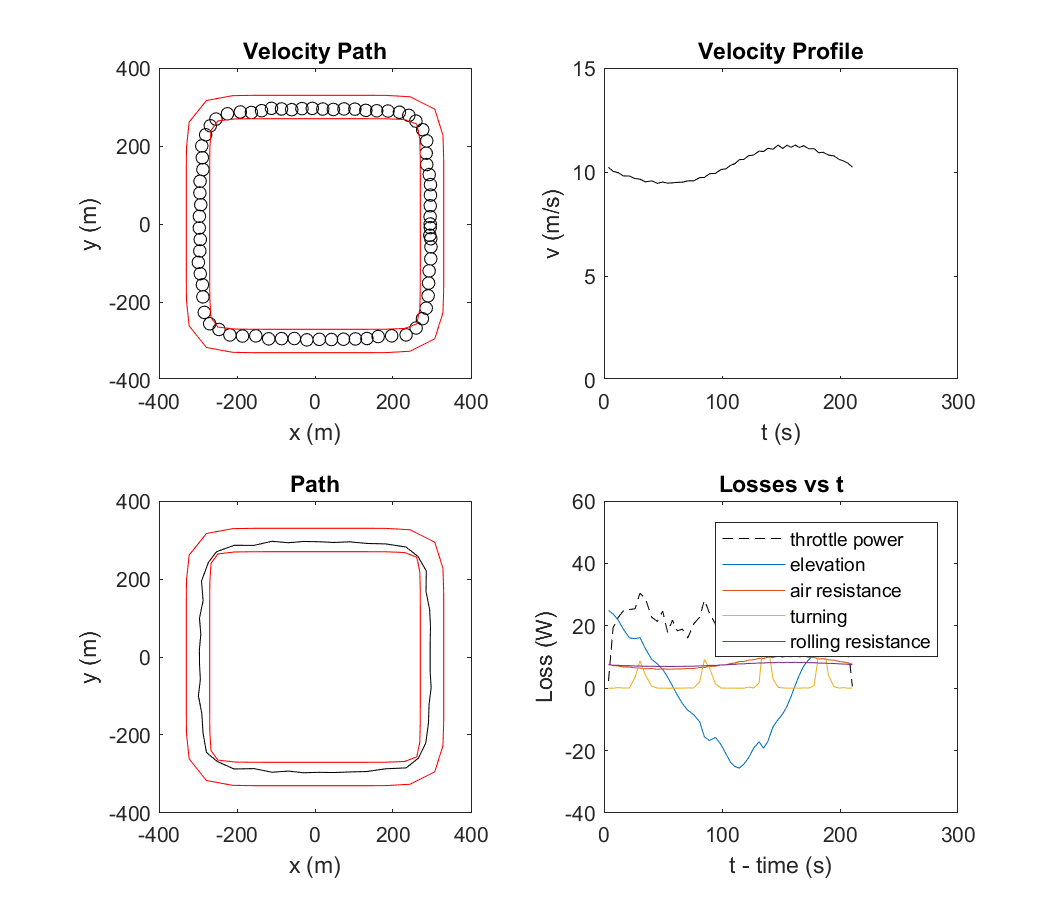 Velocity Path
400
200
0
-200
-400
y (m)
-400 -200 0 200 400
x (m)
Velocity Profile
15
10
5
0
v (m/s)
0 100 200 300
t (s)
Path
400
200
0
-200
-400
y (m)
-400 -200 0 200 400
x (m)
Losses vs t
60
40
20
0
-20
-40
Loss (W)
throttle power
elevation
air resistance
turning
rolling resistance
0 100 200 300
t - time (s)